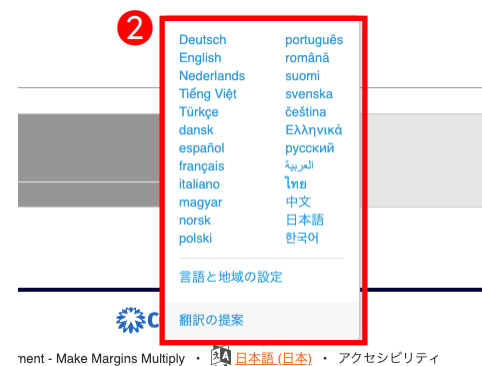 2
Deutsch
English
Nederlands
Tiếng Việt
Türkçe
dansk
español
français
italiano
magyar
norsk
polski
português
română
suomi
svenska
čeština
Ελληνικά
русский
العربية
ไทย
中文
日本語
한국어
言語と地域の設定
翻訳の提案
C
ment - Make Margins Multiply • 日本語 (日本) • アクセシビリティ